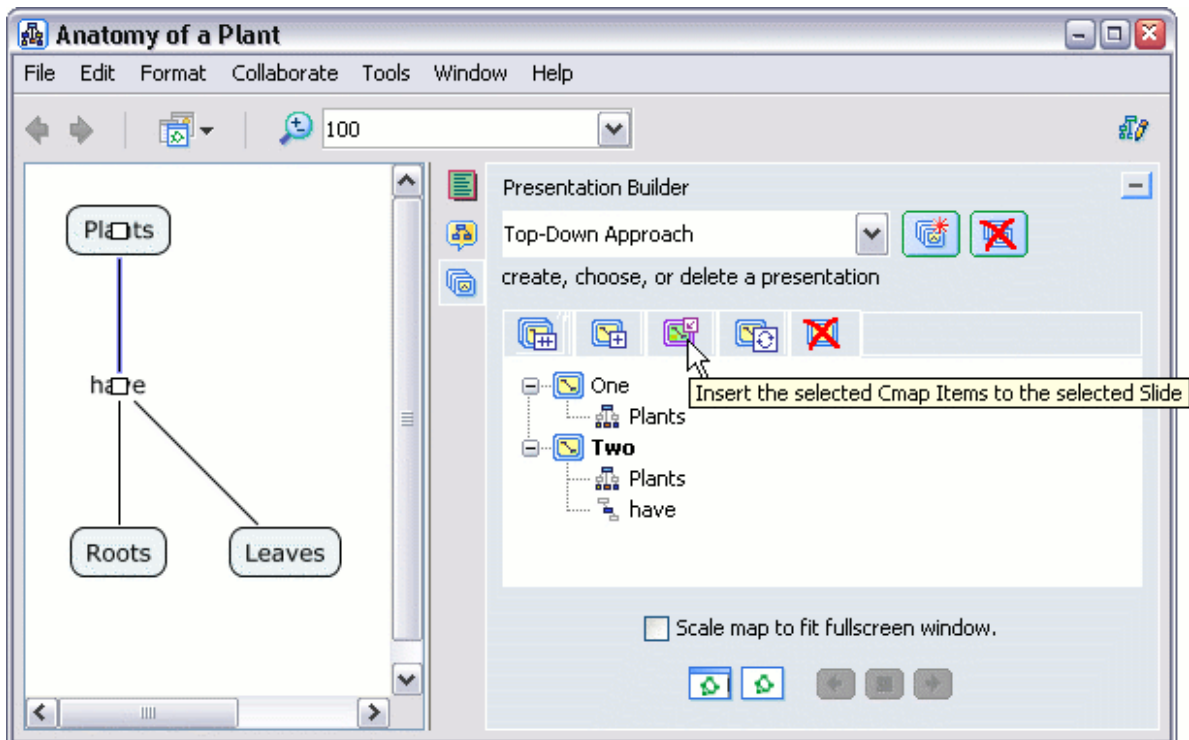 Anatomy of a Plant
File Edit Format Collaborate Tools Window Help
100
Plants
have
Roots
Leaves
Presentation Builder
Top-Down Approach
create, choose, or delete a presentation
Insert the selected Cmap Items to the selected Slide
One
Plants
Two
Plants
have
Scale map to fit fullscreen window.